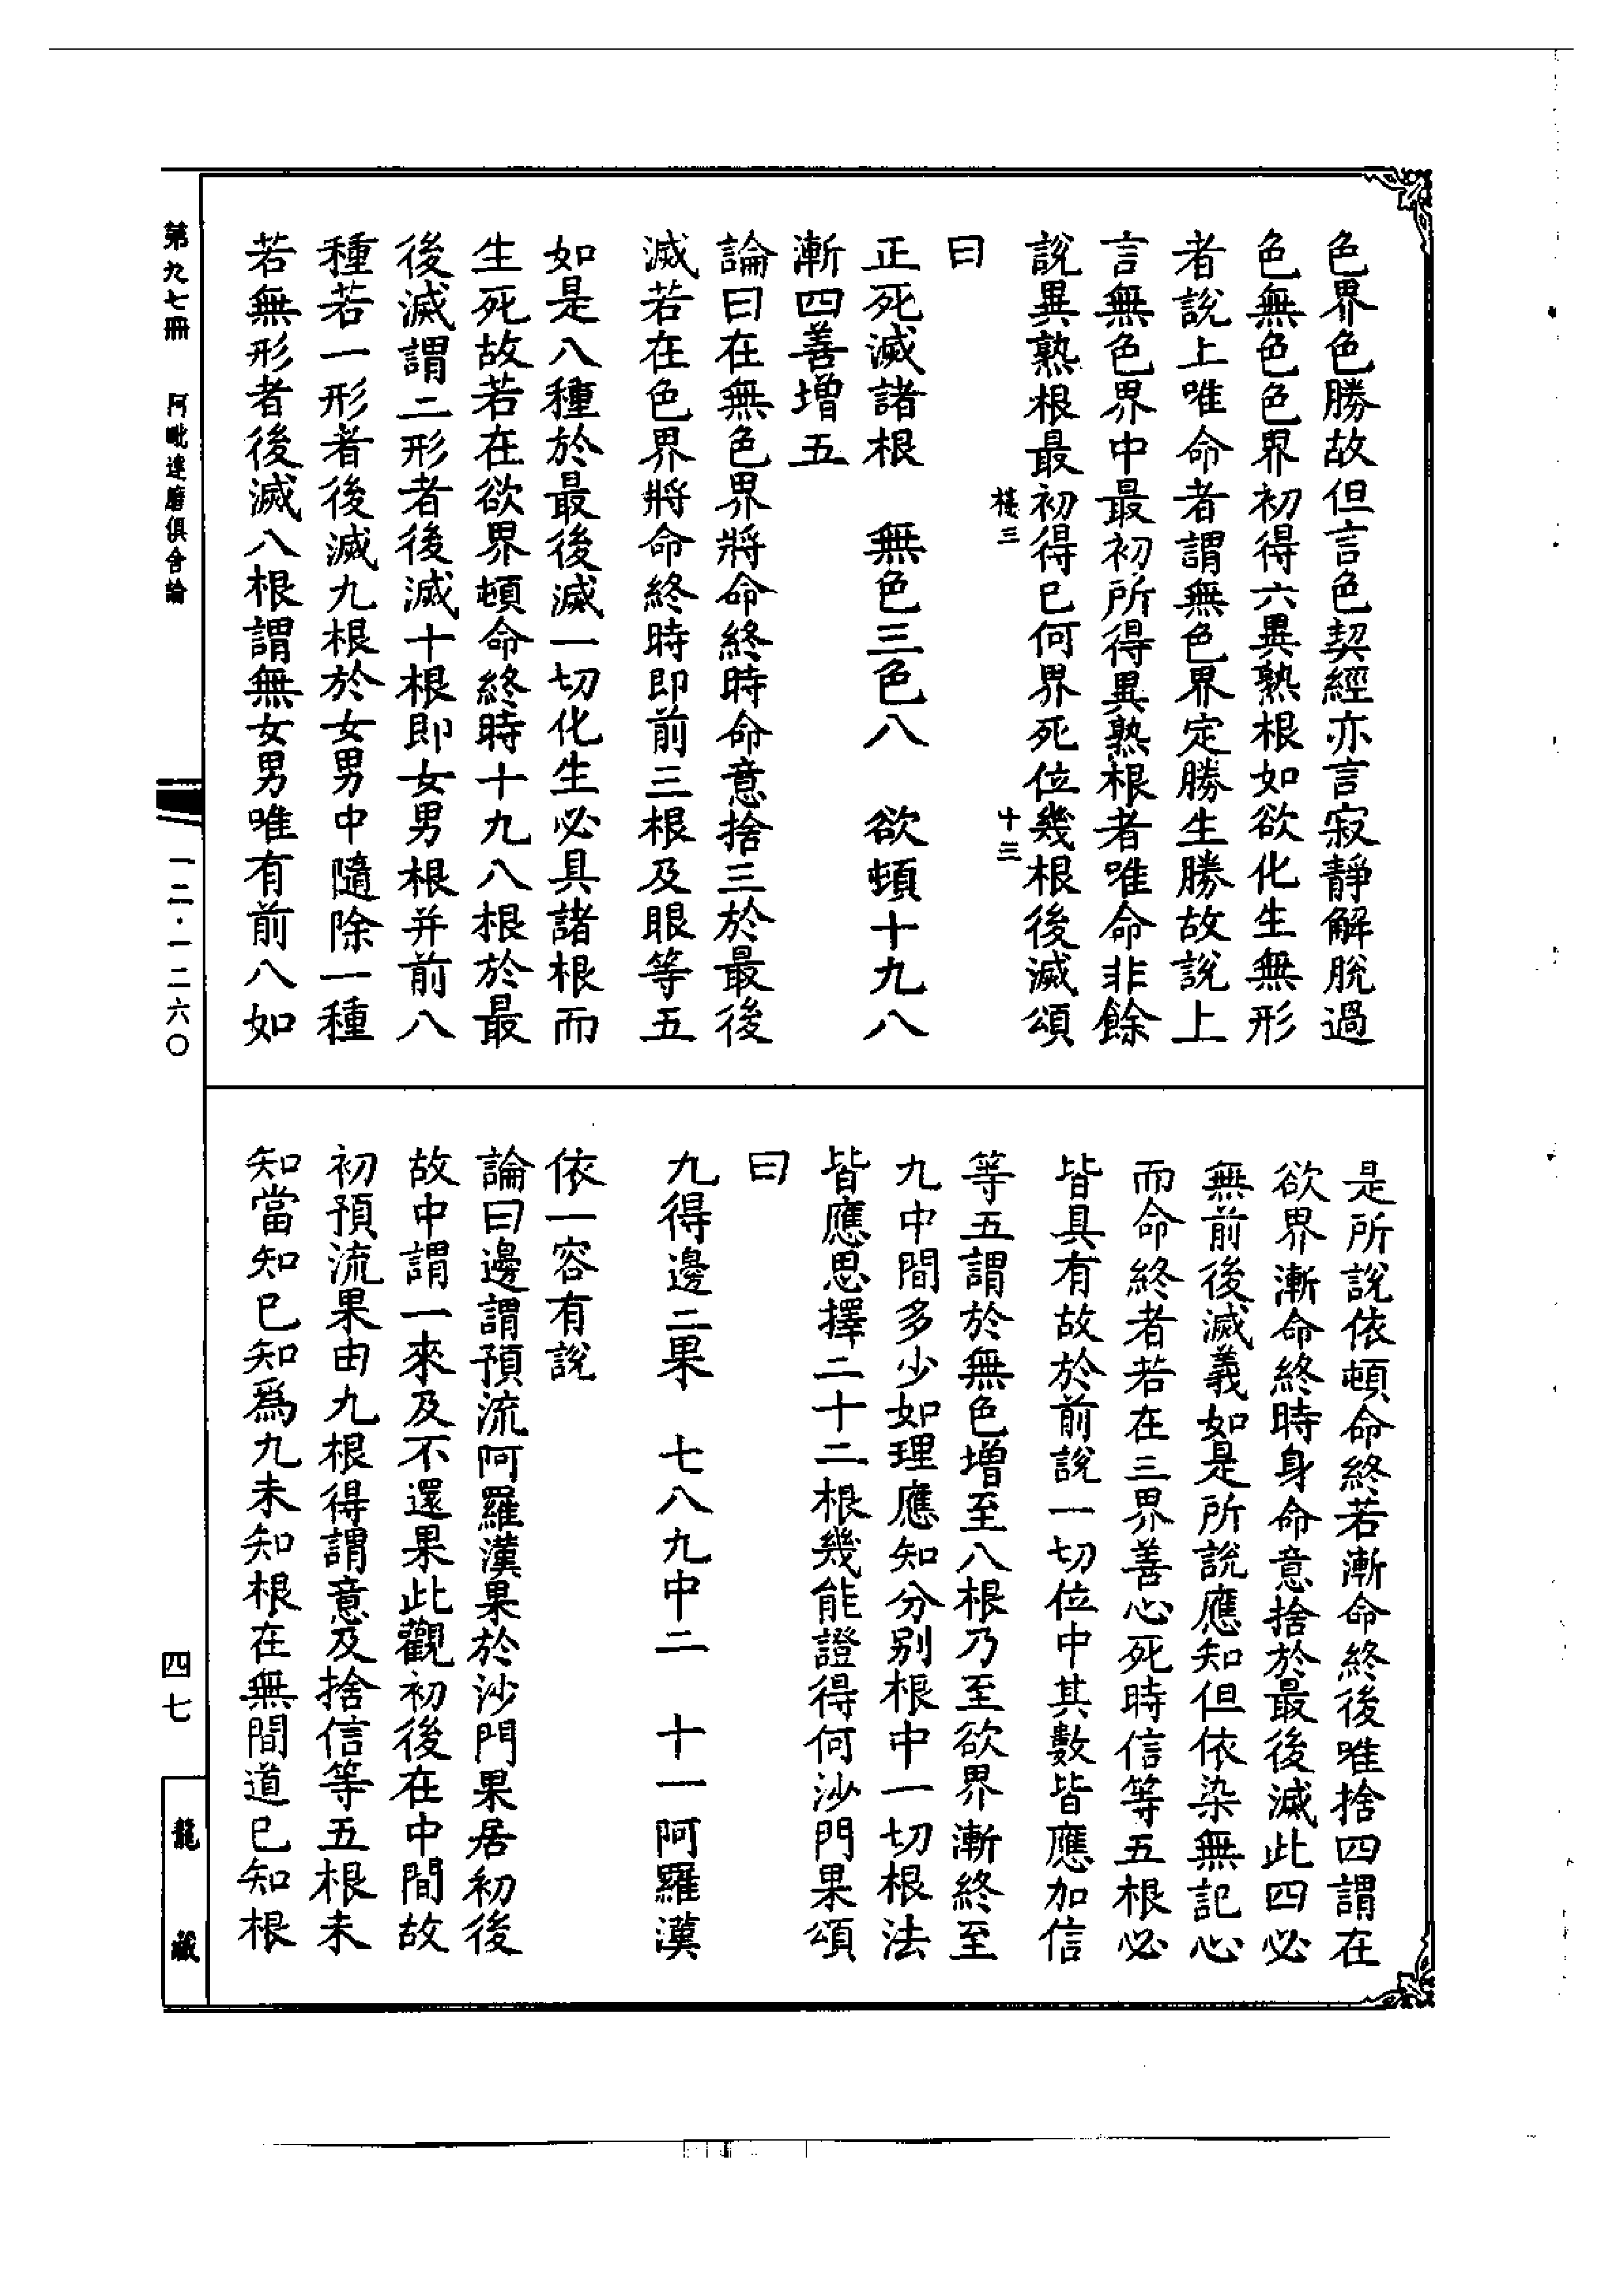 色界色勝故但言色契經亦言寂靜解脫過
色無色色界初得六異熟根如欲化生無形
者說上唯命者謂無色界定勝生勝故說上
言無色界中最初所得異熟根者唯命非餘
說異熟根最初得已何界死位幾根後滅頌
曰
正死滅諸根　無色三色八　欲頓十九八
漸四善增五
論曰在無色界將命終時命意捨三於最後
滅若在色界將命終時即前三根及眼等五
如是八種於最後滅一切化生必具諸根而
生死故若在欲界頓命終時十九八根於最
後滅謂二形者後滅十根即女男根并前八
種若一形者後滅九根於女男中隨除一種
若無形者後滅八根謂無女男唯有前八如
是所說依頓命終若漸命終後唯捨四謂在
欲界漸命終時身命意捨於最後滅此四必
無前後滅義如是所說應知但依染無記心
而命終者若在三界善心死時信等五根必
皆具有故於前說一切位中其數皆應加信
等五謂於無色增至八根乃至欲界漸終至
九中間多少如理應知分別根中一切根法
皆應思擇二十二根幾能證得何沙門果頌
曰
九得邊二果　七八九中二　十一阿羅漢
依一容有說
論曰邊謂預流阿羅漢果於沙門果居初後
故中謂一來及不還果此觀初後在中間故
初預流果由九根得謂意及捨信等五根未
知當知已知為九未知根在無間道已知根
十三
第九七冊　阿毗達磨俱舍論
一二·一二六〇
四七
龍藏